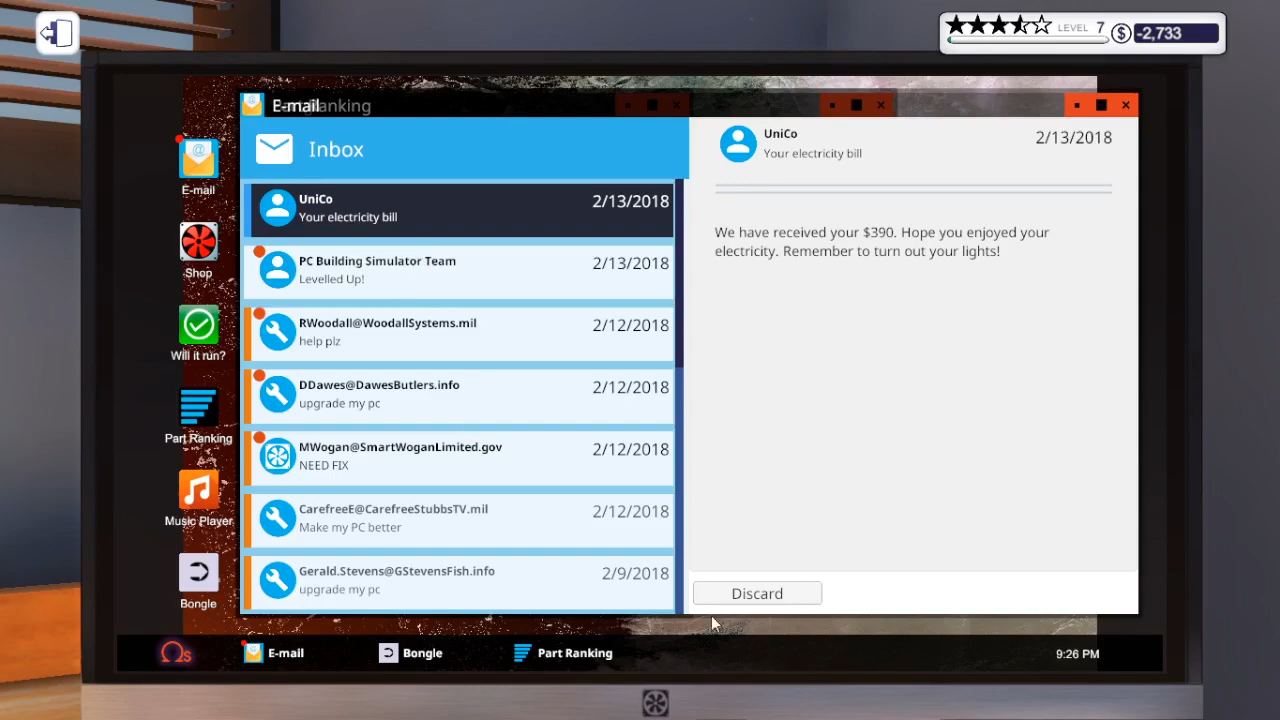 LEVEL 7
$ -2,733
E-mail
Inbox
UniCo
2/13/2018
Your electricity bill
PC Building Simulator Team
2/13/2018
Levelled Up!
RWoodall@WoodallSystems.mil
2/12/2018
help plz
DDawes@DawesButlers.info
2/12/2018
upgrade my pc
MWogan@SmartWoganLimited.gov
2/12/2018
NEED FIX
CarefreeE@CarefreeStubbsTV.mil
2/12/2018
Make my PC better
Gerald.Stevens@GStevensFish.info
2/9/2018
upgrade my pc
UniCo
2/13/2018
Your electricity bill
We have received your $390. Hope you enjoyed your
electricity. Remember to turn out your lights!
Discard
E-mail
Shop
Will it run?
Part Ranking
Music Player
Bongle
Ωs
E-mail
Bongle
Part Ranking
9:26 PM